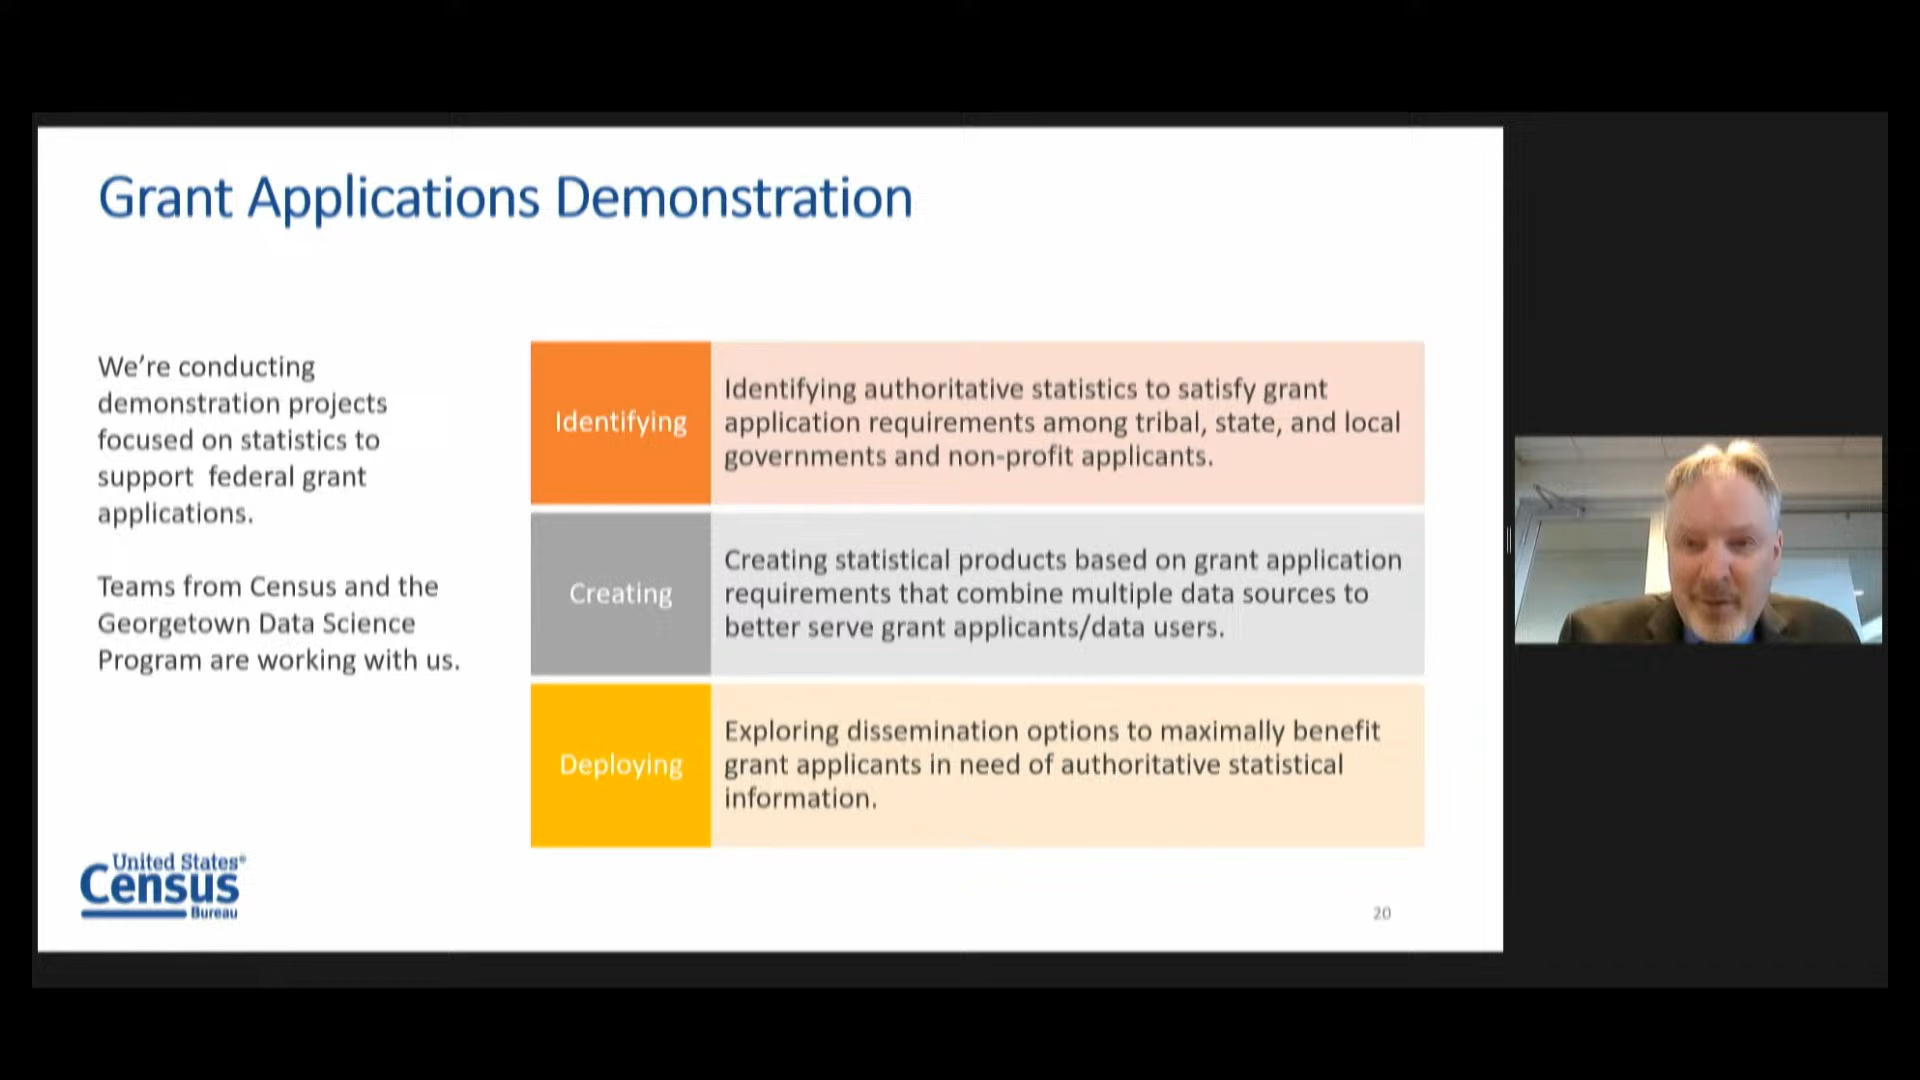 Grant Applications Demonstration
We’re conducting
demonstration projects
focused on statistics to
support  federal grant
applications.
Teams from Census and the
Georgetown Data Science
Program are working with us.
Identifying
Identifying authoritative statistics to satisfy grant
application requirements among tribal, state, and local
governments and non-profit applicants.
Creating
Creating statistical products based on grant application
requirements that combine multiple data sources to
better serve grant applicants/data users.
Deploying
Exploring dissemination options to maximally benefit
grant applicants in need of authoritative statistical
information.
United States®
Census
Bureau
20